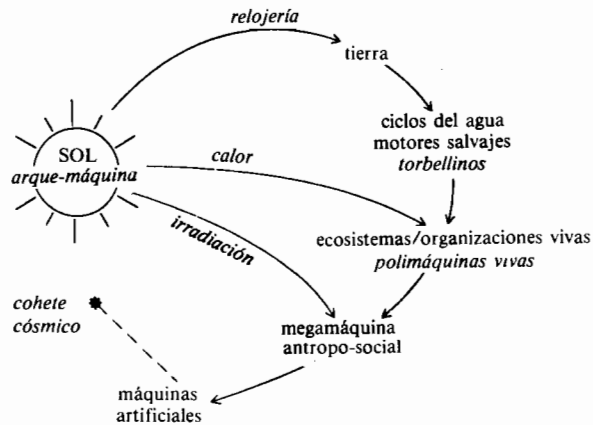 relojería
tierra
ciclos del agua
motores salvajes
torbellinos
SOL
arque-máquina
calor
irradiación
ecosistemas/organizaciones vivas
polimáquinas vivas
cohete
cósmico
megamáquina
antropo-social
máquinas
artificiales